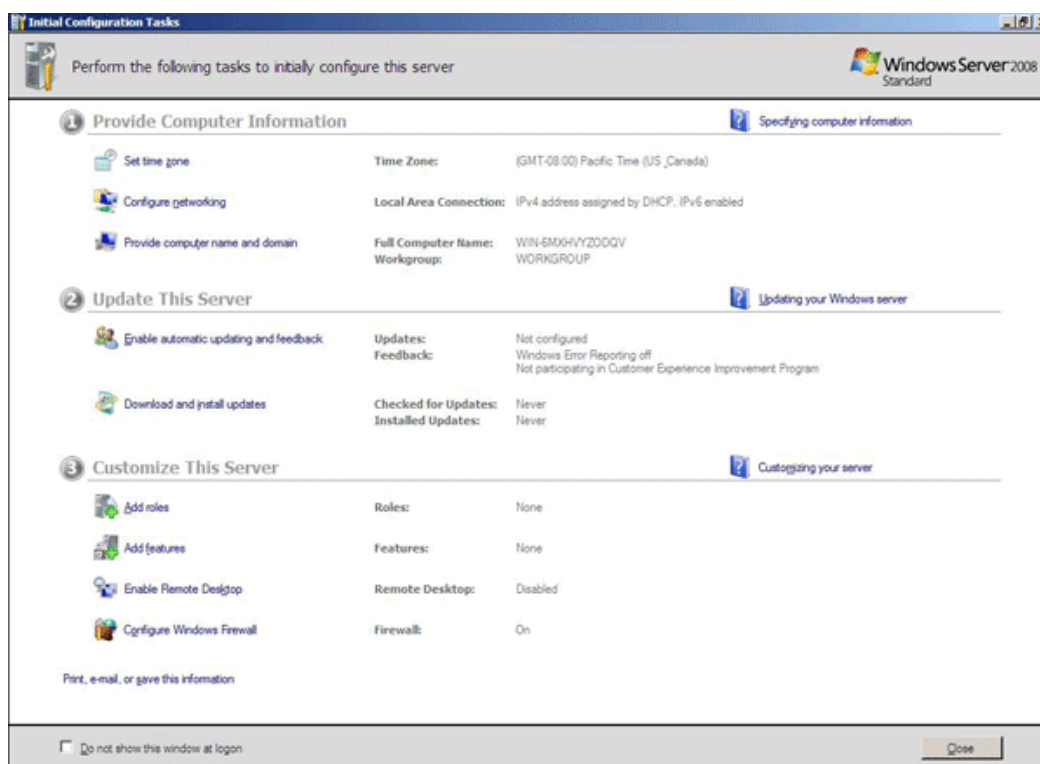 Initial Configuration Tasks
Perform the following tasks to initially configure this server
Windows Server 2008
Standard
1 Provide Computer Information
Specifying computer information
Set time zone
Time Zone: (GMT-08:00) Pacific Time (US _Canada)
Configure networking
Local Area Connection: IPv4 address assigned by DHCP, IPv6 enabled
Provide computer name and domain
Full Computer Name: WIN-6MXHVYZODQV
Workgroup: WORKGROUP
2 Update This Server
Updating your Windows server
Enable automatic updating and feedback
Updates: Not configured
Feedback: Windows Error Reporting off
Not participating in Customer Experience Improvement Program
Download and install updates
Checked for Updates: Never
Installed Updates: Never
3 Customize This Server
Customizing your server
Add roles
Roles: None
Add features
Features: None
Enable Remote Desktop
Remote Desktop: Disabled
Configure Windows Firewall
Firewall: On
Print, e-mail, or save this information
Do not show this window at logon
Close